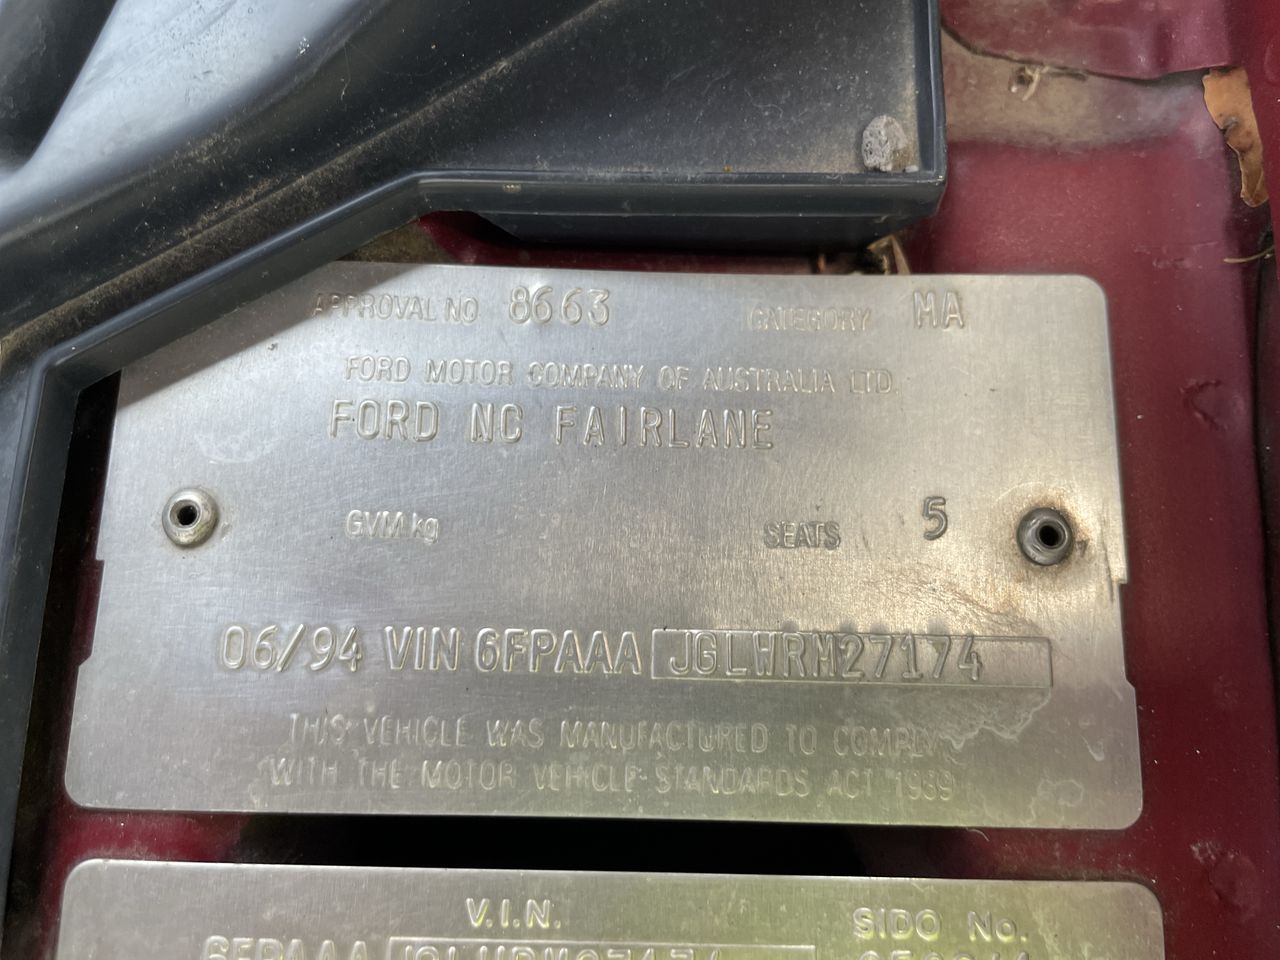 APPROVAL NO 8663 CATEGORY MA
FORD MOTOR COMPANY OF AUSTRALIA LTD.
FORD NC FAIRLANE
GVM kg SEATS 5
06/94 VIN 6FPAAA JGLWRM27174
THIS VEHICLE WAS MANUFACTURED TO COMPLY
WITH THE MOTOR VEHICLE STANDARDS ACT 1989
V.I.N. SIDO No.
6FPAAA JGLWRM27174